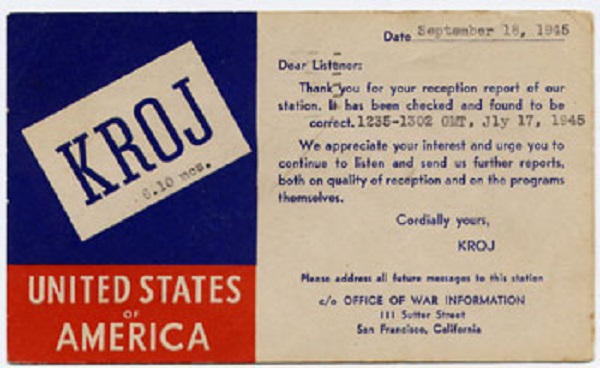 KROJ
6.10 mcs.
UNITED STATES
OF
AMERICA
Date September 18, 1945
Dear Listener:
Thank you for your reception report of our
station. It has been checked and found to be
correct. 1235-1302 GMT, Jly 17, 1945
We appreciate your interest and urge you to
continue to listen and send us further reports,
both on quality of reception and on the programs
themselves.
Cordially yours,
KROJ
Please address all future messages to this station
c/o OFFICE OF WAR INFORMATION
111 Sutter Street
San Francisco, California